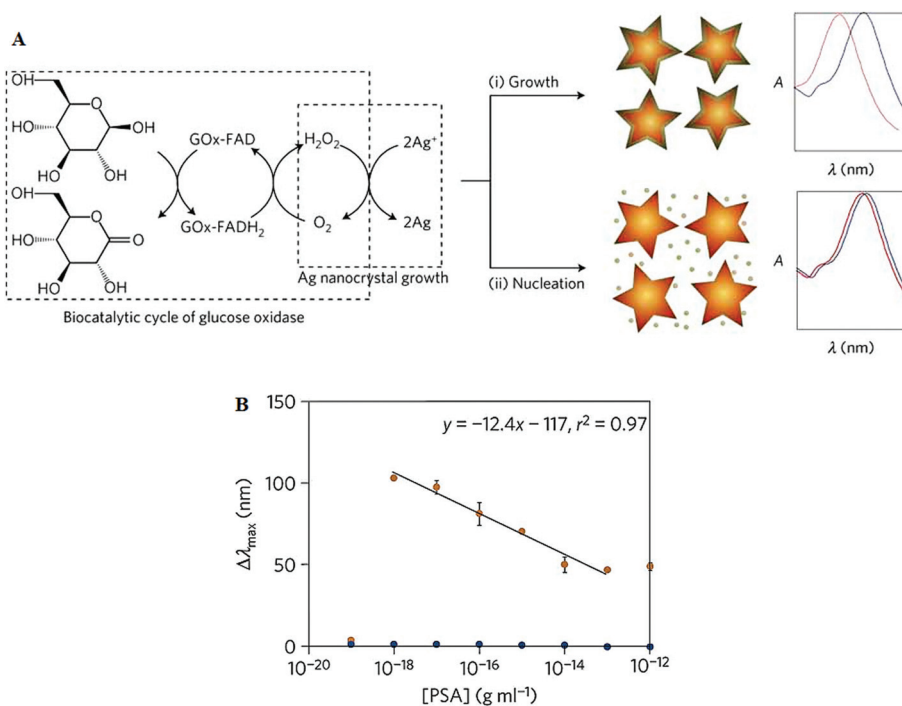 A
OH
O
HO
OH
HO
OH
GOx-FAD
GOx-FADH₂
H₂O₂
O₂
2Ag⁺
2Ag
OH
O
HO
O
HO
OH
Ag nanocrystal growth
Biocatalytic cycle of glucose oxidase
(i) Growth
(ii) Nucleation
A
λ (nm)
A
λ (nm)
B
y = −12.4x − 117, r² = 0.97
150
100
50
0
Δλmax (nm)
10⁻²⁰
10⁻¹⁸
10⁻¹⁶
10⁻¹⁴
10⁻¹²
[PSA] (g ml⁻¹)